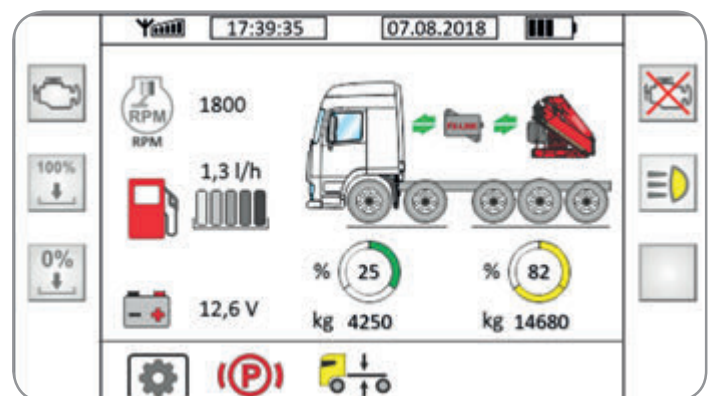 17:39:35 07.08.2018
RPM
RPM
1800
100%
1,3 l/h
0%
% 25 % 82
12,6 V
kg 4250 kg 14680
(P)